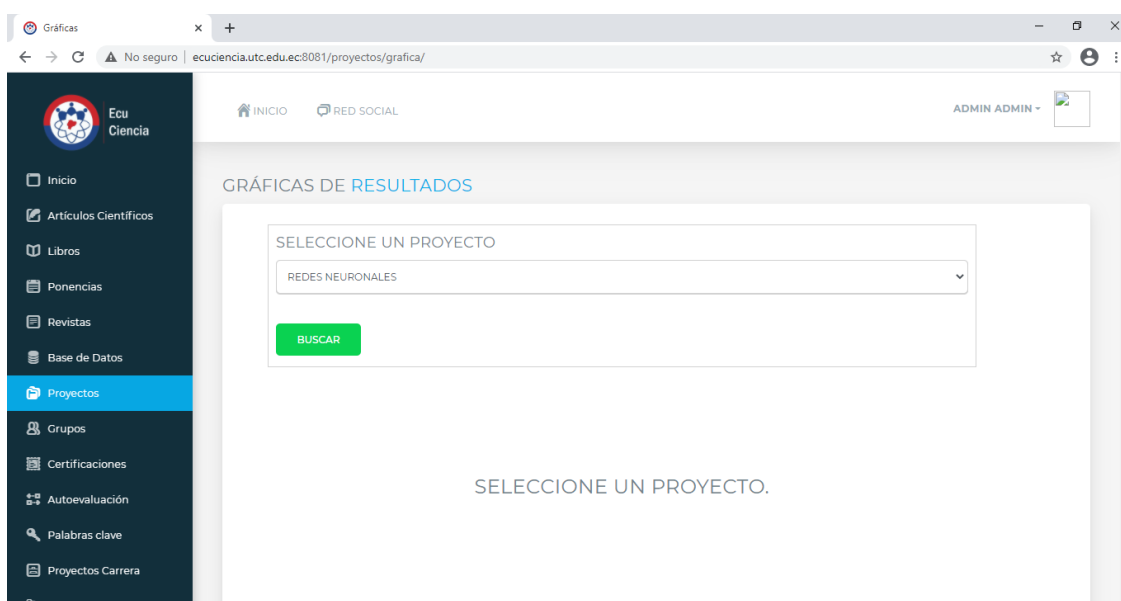 Gráficas
No seguro | ecuciencia.utc.edu.ec:8081/proyectos/grafica/
Ecu
Ciencia
INICIO
RED SOCIAL
ADMIN ADMIN
Inicio
Artículos Científicos
Libros
Ponencias
Revistas
Base de Datos
Proyectos
Grupos
Certificaciones
Autoevaluación
Palabras clave
Proyectos Carrera
GRÁFICAS DE RESULTADOS
SELECCIONE UN PROYECTO
REDES NEURONALES
BUSCAR
SELECCIONE UN PROYECTO.